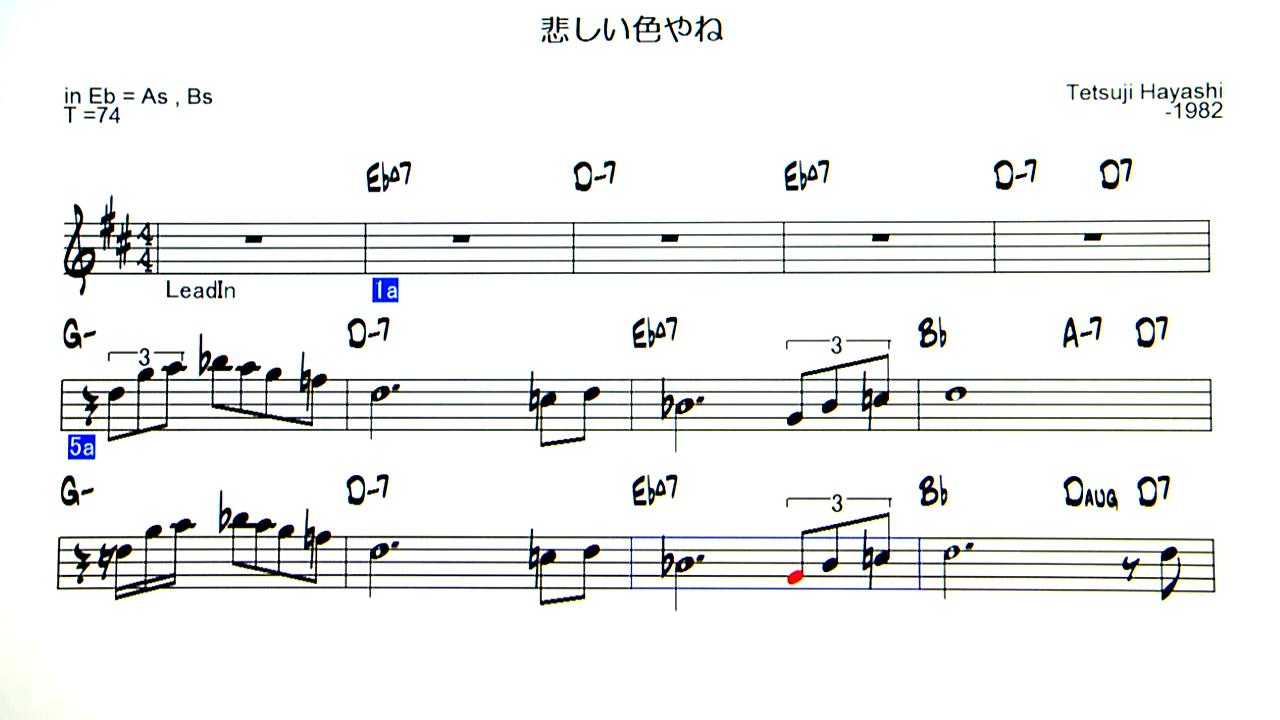 悲しい色やね
in Eb = As , Bs
T =74
Tetsuji Hayashi
-1982
Eb△7 D-7 Eb△7 D-7 D7
4
4
LeadIn 1a
G- D-7 Eb△7 Bb A-7 D7
3 3
5a
G- D-7 Eb△7 Bb DAUG D7
3